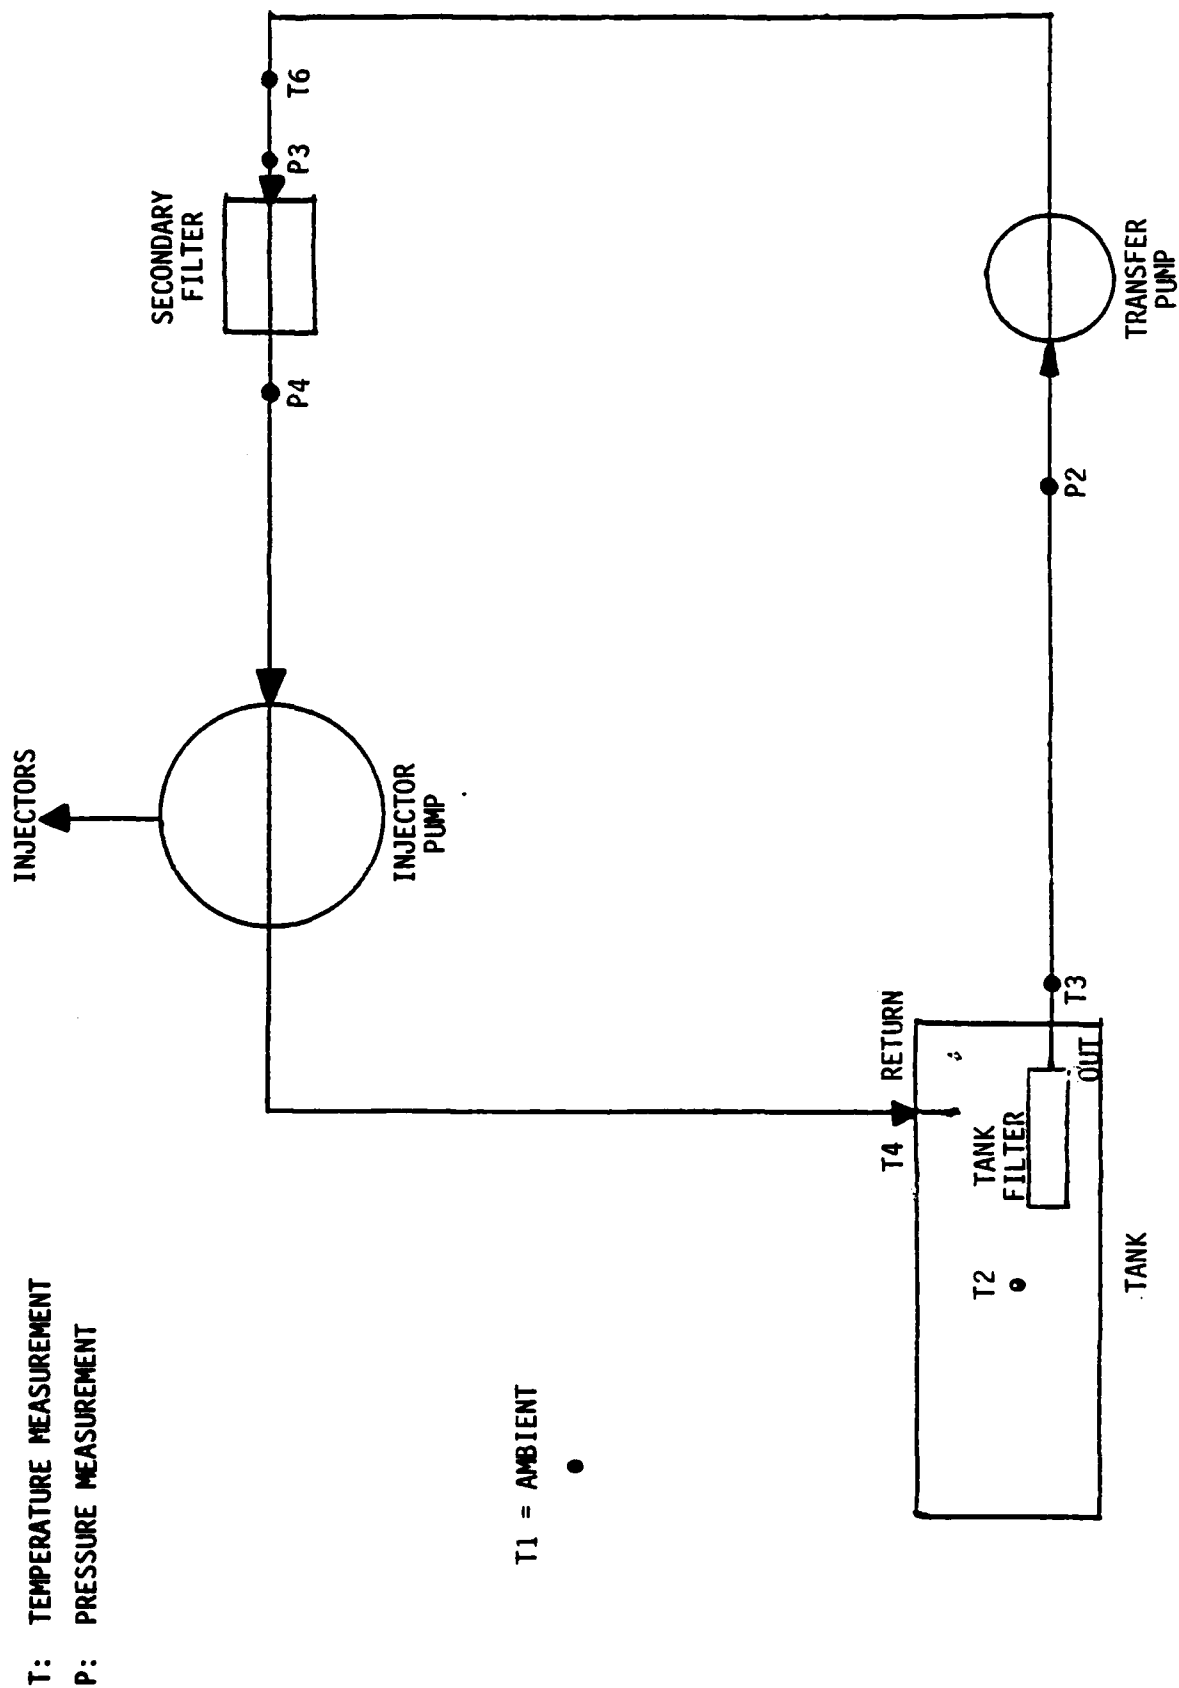 T: TEMPERATURE MEASUREMENT
P: PRESSURE MEASUREMENT
INJECTORS
INJECTOR
PUMP
SECONDARY
FILTER
P4
P3
T6
T1 = AMBIENT
T4
RETURN
T2
TANK
FILTER
OUT
T3
P2
TRANSFER
PUMP
TANK